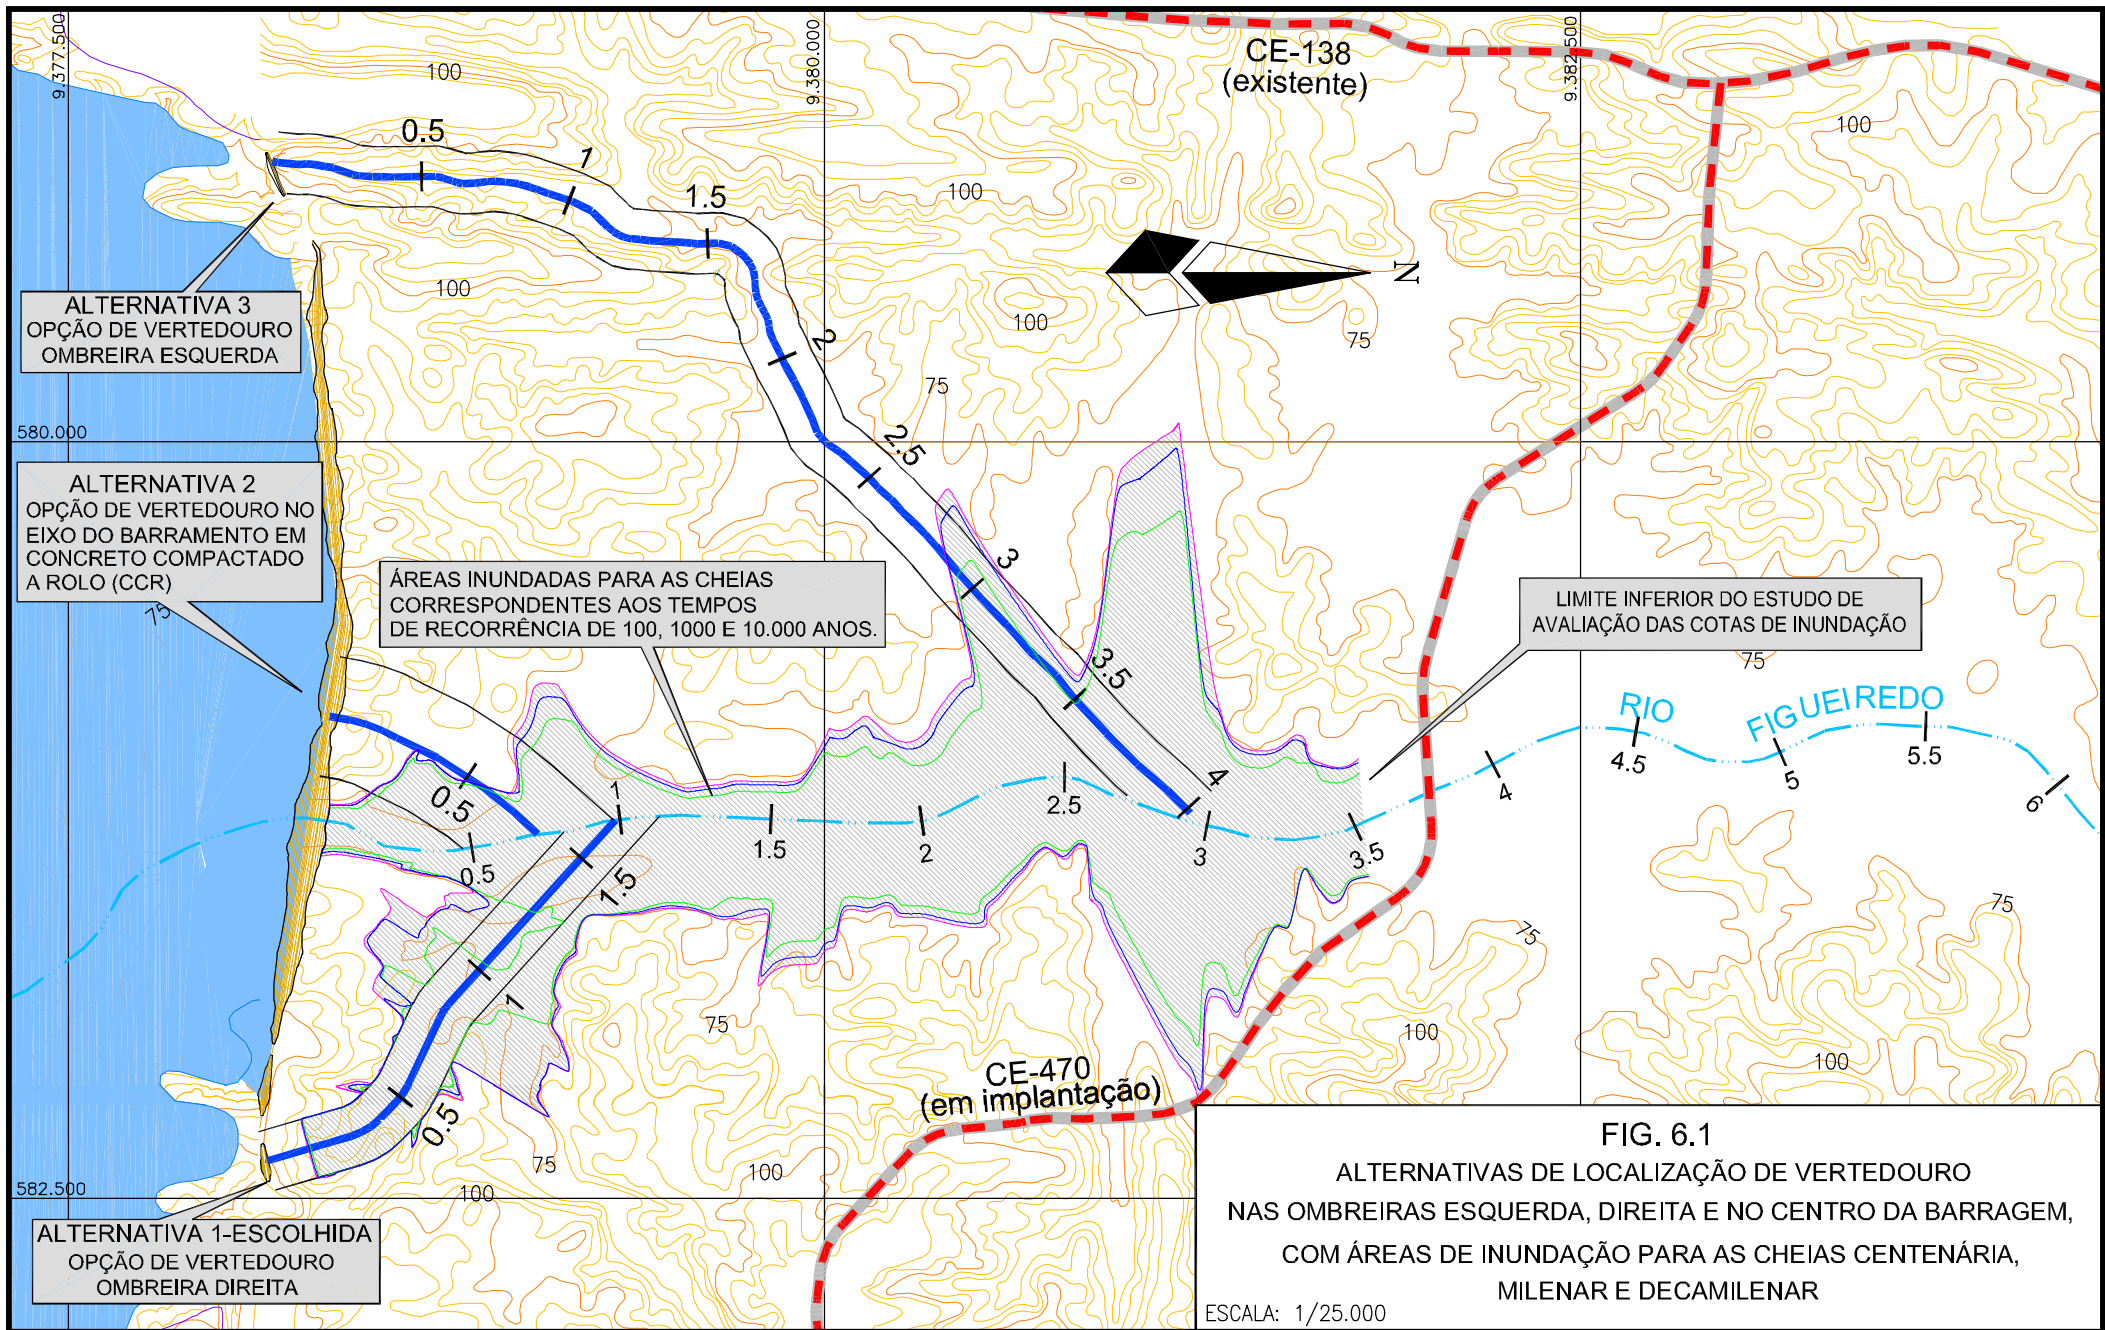 9.377.500
9.380.000
9.382.500
CE-138
(existente)
100
100
0.5
1
1.5
100
100
100
N
75
ALTERNATIVA 3
OPÇÃO DE VERTEDOURO
OMBREIRA ESQUERDA
2
75
580.000
2.5
ALTERNATIVA 2
OPÇÃO DE VERTEDOURO NO
EIXO DO BARRAMENTO EM
CONCRETO COMPACTADO
A ROLO (CCR)
75
ÁREAS INUNDADAS PARA AS CHEIAS
CORRESPONDENTES AOS TEMPOS
DE RECORRÊNCIA DE 100, 1000 E 10.000 ANOS.
3
LIMITE INFERIOR DO ESTUDO DE
AVALIAÇÃO DAS COTAS DE INUNDAÇÃO
75
3.5
RIO FIGUEIREDO
4.5
5
5.5
6
4
4
0.5
1
2.5
1.5
2
3
3.5
0.5
1.5
75
75
1
75
100
100
CE-470
(em implantação)
0.5
75
100
100
582.500
ALTERNATIVA 1-ESCOLHIDA
OPÇÃO DE VERTEDOURO
OMBREIRA DIREITA
FIG. 6.1
ALTERNATIVAS DE LOCALIZAÇÃO DE VERTEDOURO
NAS OMBREIRAS ESQUERDA, DIREITA E NO CENTRO DA BARRAGEM,
COM ÁREAS DE INUNDAÇÃO PARA AS CHEIAS CENTENÁRIA,
MILENAR E DECAMILENAR
ESCALA: 1/25.000